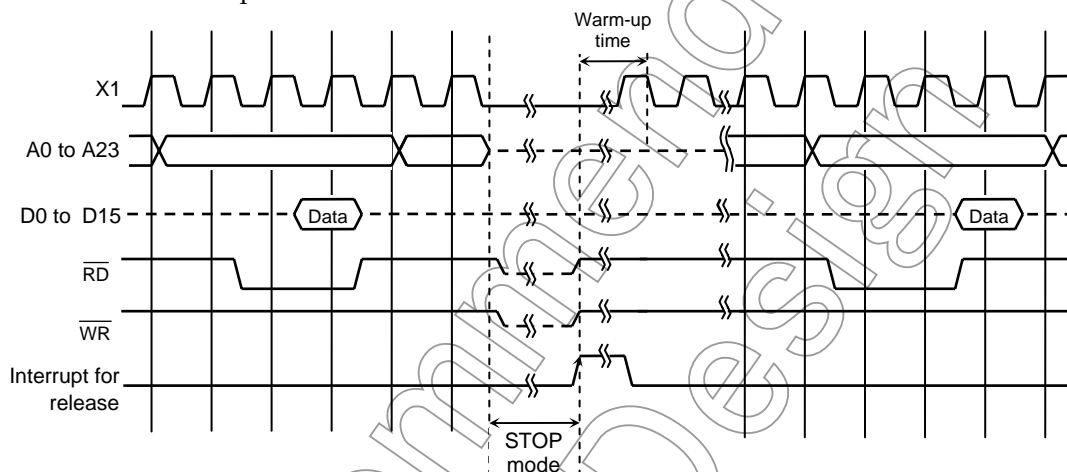 Warm-up
time
X1
A0 to A23
D0 to D15
Data
Data
RD
WR
Interrupt for
release
STOP
mode